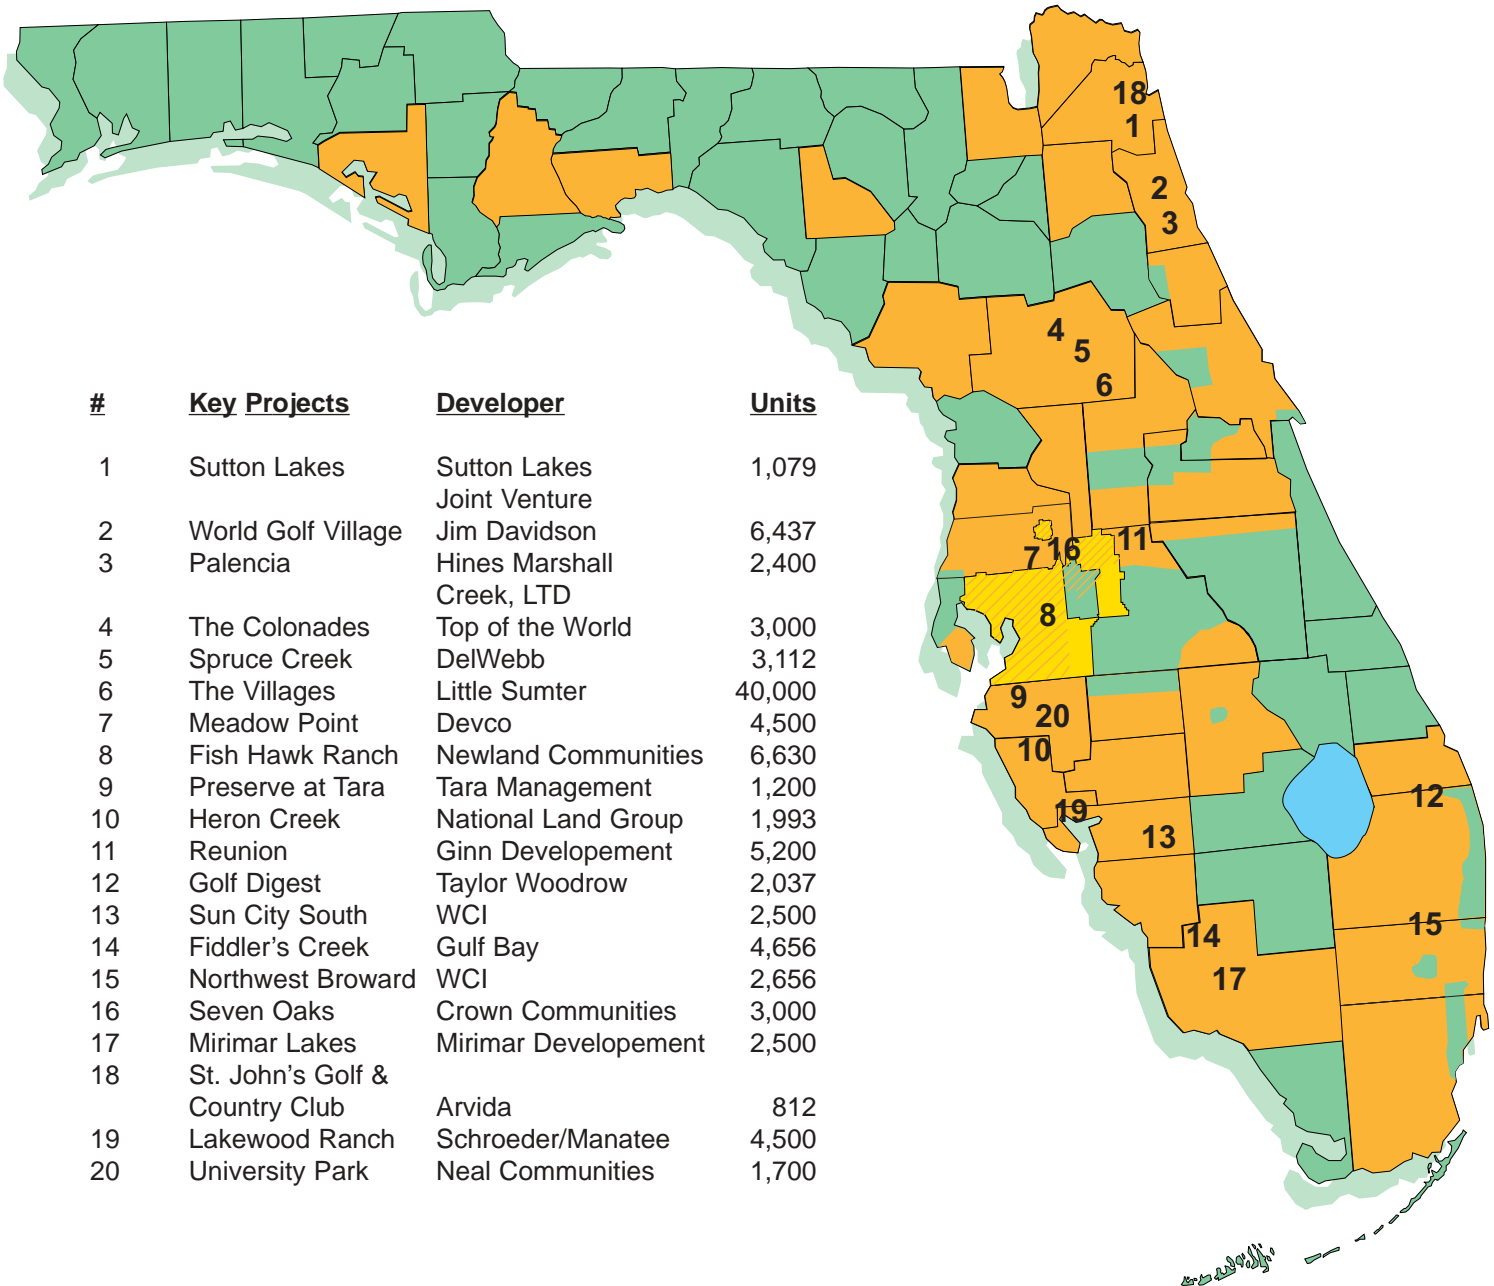 # Key Projects Developer Units
1 Sutton Lakes Sutton Lakes 1,079
Joint Venture
2 World Golf Village Jim Davidson 6,437
3 Palencia Hines Marshall 2,400
Creek, LTD
4 The Colonades Top of the World 3,000
5 Spruce Creek DelWebb 3,112
6 The Villages Little Sumter 40,000
7 Meadow Point Devco 4,500
8 Fish Hawk Ranch Newland Communities 6,630
9 Preserve at Tara Tara Management 1,200
10 Heron Creek National Land Group 1,993
11 Reunion Ginn Developement 5,200
12 Golf Digest Taylor Woodrow 2,037
13 Sun City South WCI 2,500
14 Fiddler's Creek Gulf Bay 4,656
15 Northwest Broward WCI 2,656
16 Seven Oaks Crown Communities 3,000
17 Mirimar Lakes Mirimar Developement 2,500
18 St. John's Golf &
Country Club Arvida 812
19 Lakewood Ranch Schroeder/Manatee 4,500
20 University Park Neal Communities 1,700
18
1
2
3
4
5
6
11
16
7
8
9
20
10
12
19
13
15
14
17